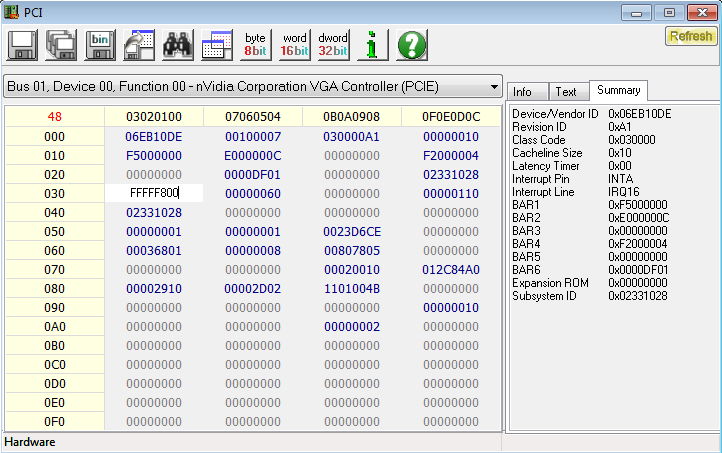 PCI
bin
byte 8bit
word 16bit
dword 32bit
Refresh
Bus 01, Device 00, Function 00 - nVidia Corporation VGA Controller (PCIE)
48 03020100 07060504 0B0A0908 0F0E0D0C
000 06EB10DE 00100007 030000A1 00000010
010 F5000000 E000000C 00000000 F2000004
020 00000000 0000DF01 00000000 02331028
030 FFFFF800 00000060 00000000 00000110
040 02331028 00000000 00000000 00000000
050 00000001 00000001 0023D6CE 00000000
060 00036801 00000008 00807805 00000000
070 00000000 00000000 00020010 012C84A0
080 00002910 00002D02 1101004B 00000000
090 00000000 00000000 00000000 00000010
0A0 00000000 00000000 00000002 00000000
0B0 00000000 00000000 00000000 00000000
0C0 00000000 00000000 00000000 00000000
0D0 00000000 00000000 00000000 00000000
0E0 00000000 00000000 00000000 00000000
0F0 00000000 00000000 00000000 00000000
Info Text Summary
Device/Vendor ID 0x06EB10DE
Revision ID 0xA1
Class Code 0x030000
Cacheline Size 0x10
Latency Timer 0x00
Interrupt Pin INTA
Interrupt Line IRQ16
BAR1 0xF5000000
BAR2 0xE000000C
BAR3 0x00000000
BAR4 0xF2000004
BAR5 0x00000000
BAR6 0x0000DF01
Expansion ROM 0x00000000
Subsystem ID 0x02331028
Hardware